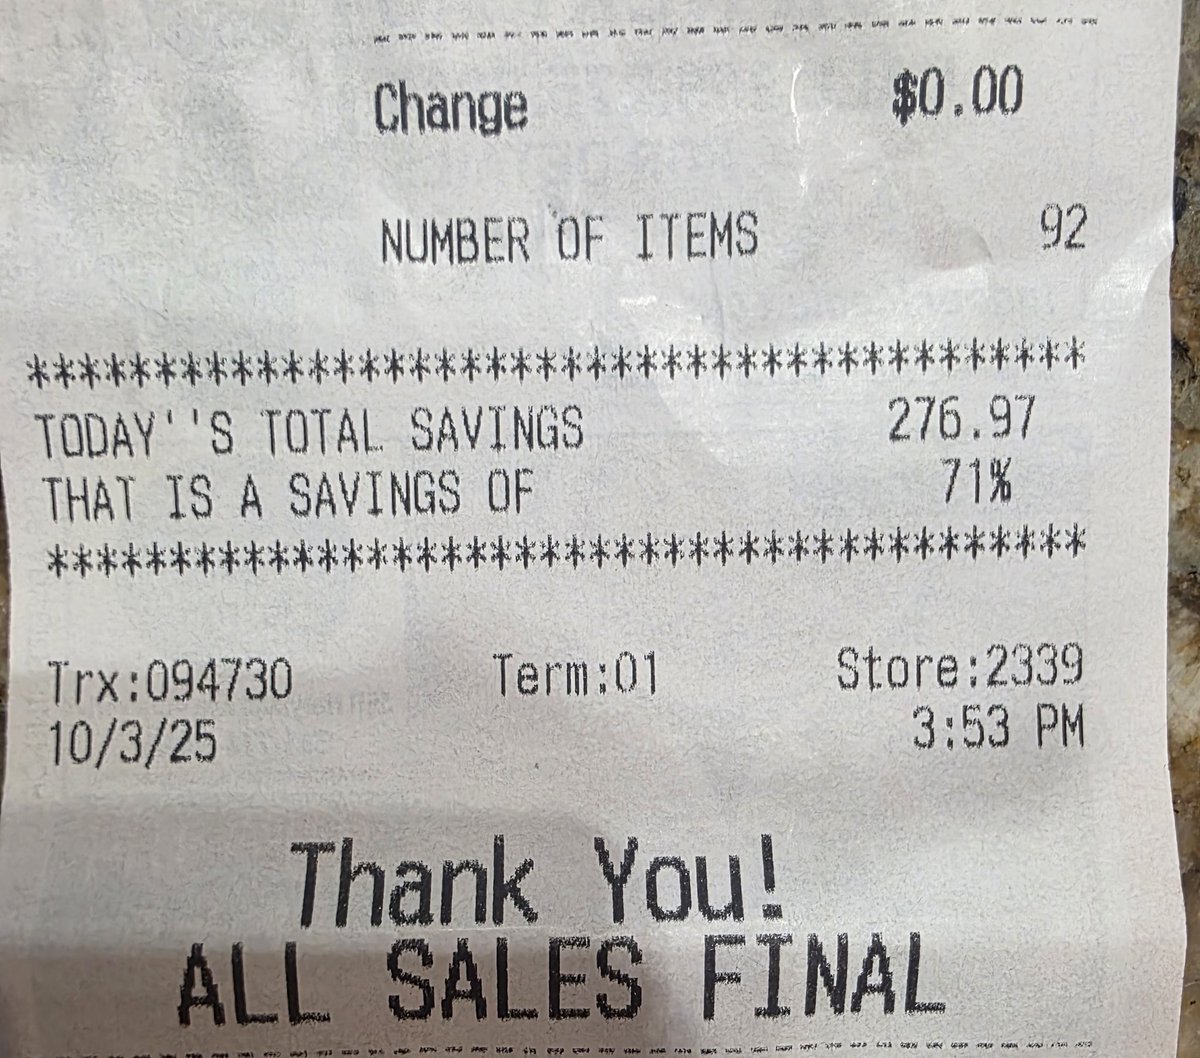 Change $0.00
NUMBER OF ITEMS 92
******************************************
TODAY''S TOTAL SAVINGS 276.97
THAT IS A SAVINGS OF 71%
******************************************
Trx:094730 Term:01 Store:2339
10/3/25 3:53 PM
Thank You!
ALL SALES FINAL